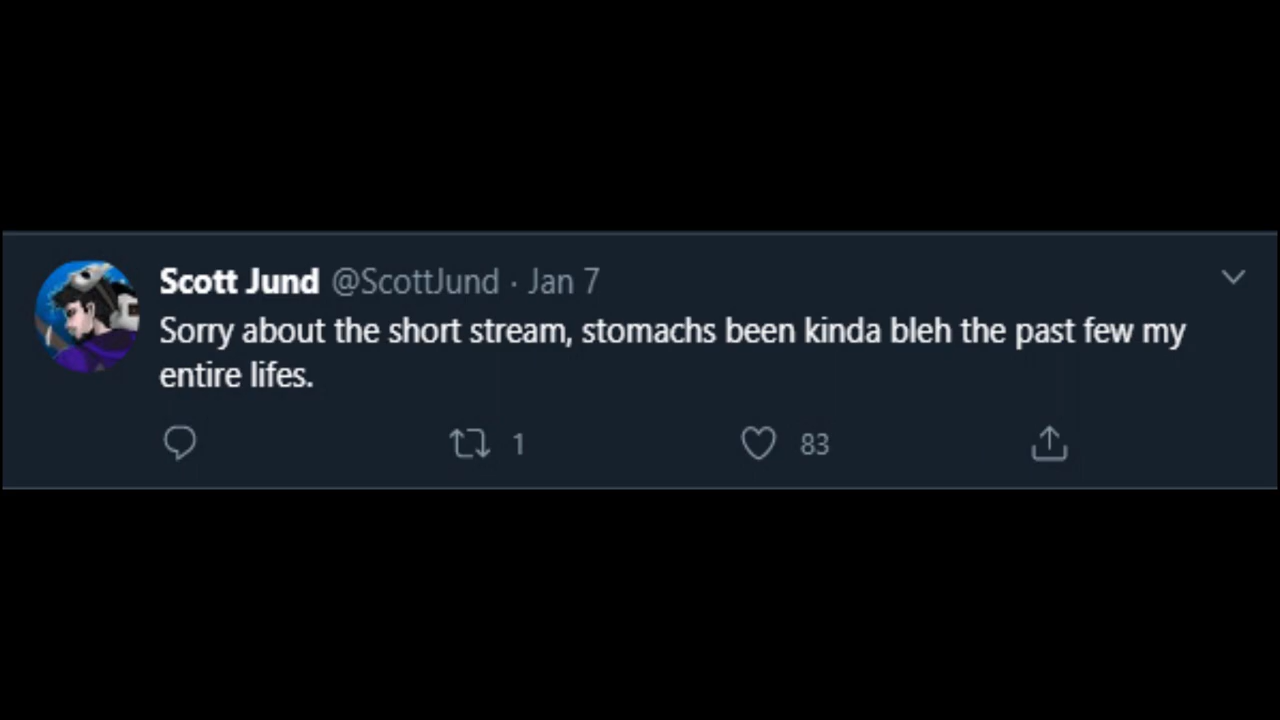 Scott Jund @ScottJund · Jan 7
Sorry about the short stream, stomachs been kinda bleh the past few my
entire lifes.
1 83